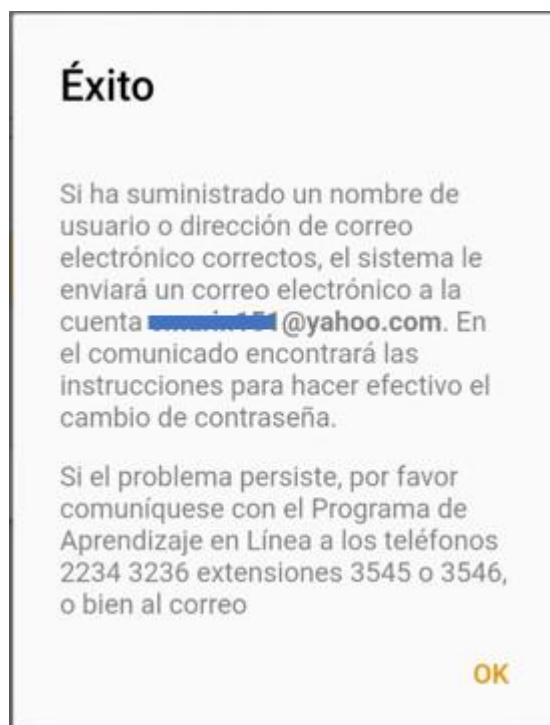 Éxito
Si ha suministrado un nombre de
usuario o dirección de correo
electrónico correctos, el sistema le
enviará un correo electrónico a la
cuenta @yahoo.com. En
el comunicado encontrará las
instrucciones para hacer efectivo el
cambio de contraseña.
Si el problema persiste, por favor
comuníquese con el Programa de
Aprendizaje en Línea a los teléfonos
2234 3236 extensiones 3545 o 3546,
o bien al correo
OK